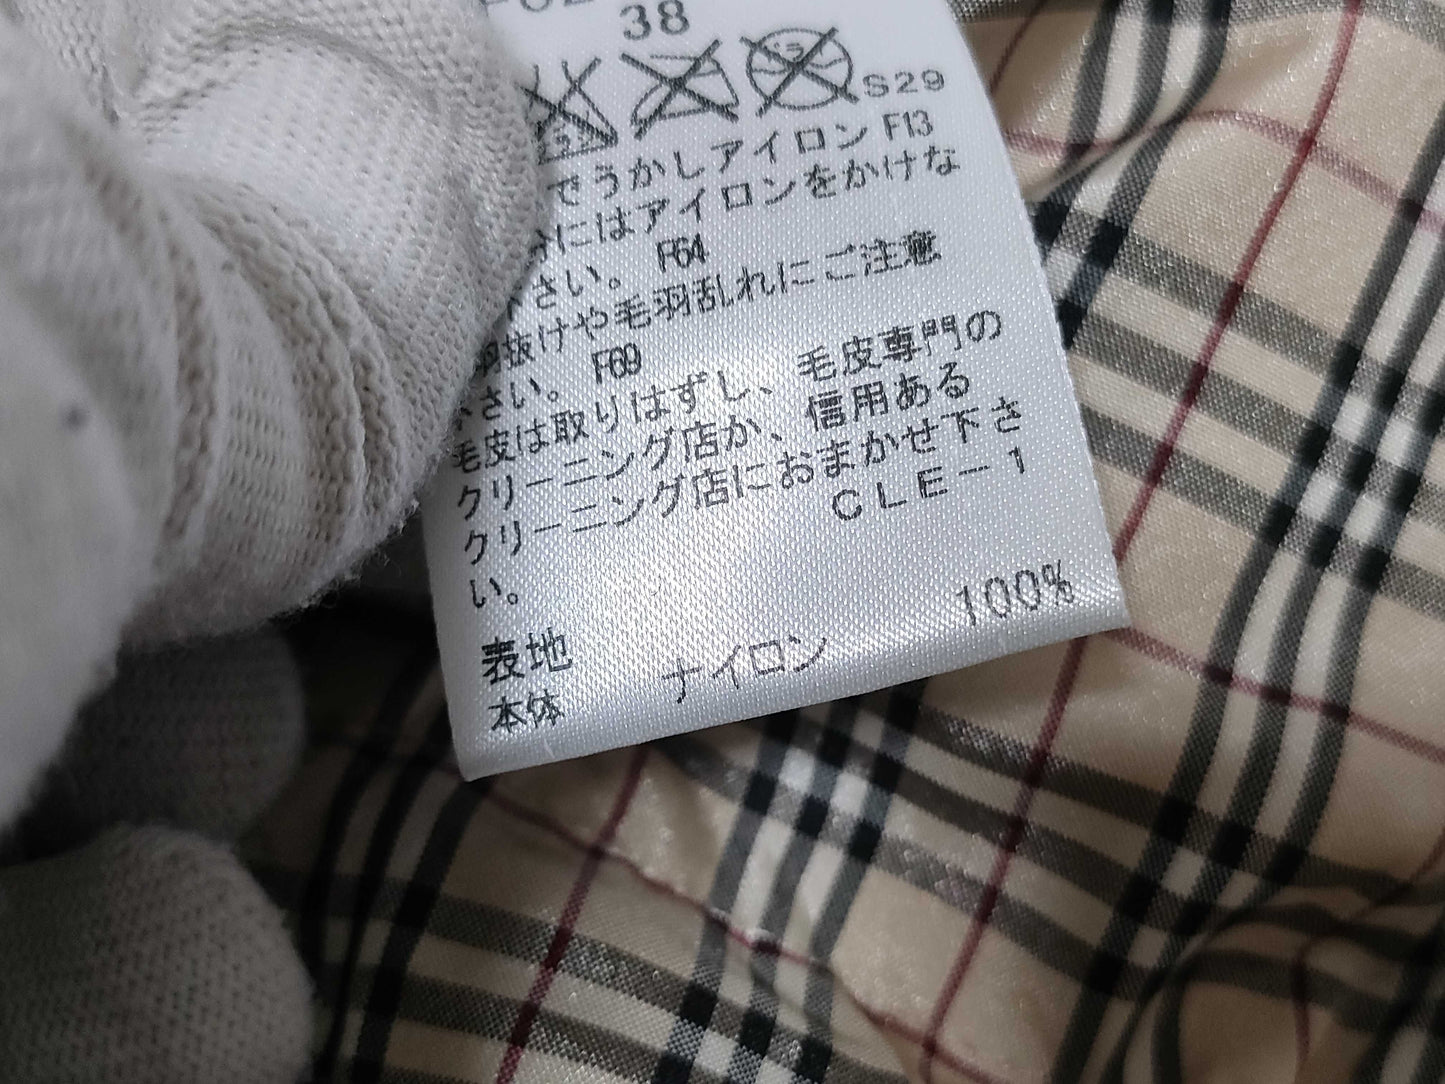 38
S29
でうかしアイロン F13
にはアイロンをかけな
さい。 F64
抜けや毛羽乱れにご注意
さい。 F69
毛皮は取りはずし、毛皮専門の
クリーニング店か、信用ある
クリーニング店におまかせ下さ
い。 CLE-1
表地
本体 ナイロン 100%